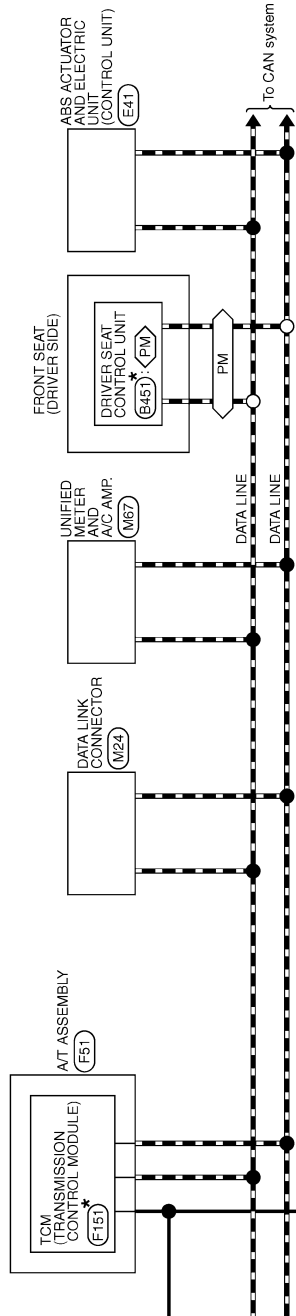 TCM
(TRANSMISSION
CONTROL MODULE)
*
F151
A/T ASSEMBLY
F51
DATA LINK
CONNECTOR
M24
UNIFIED
METER
AND
A/C AMP.
M67
DATA LINE
DATA LINE
FRONT SEAT
(DRIVER SIDE)
DRIVER SEAT
CONTROL UNIT
*
B451 : PM
PM
ABS ACTUATOR
AND ELECTRIC
UNIT
(CONTROL UNIT)
E41
To CAN system